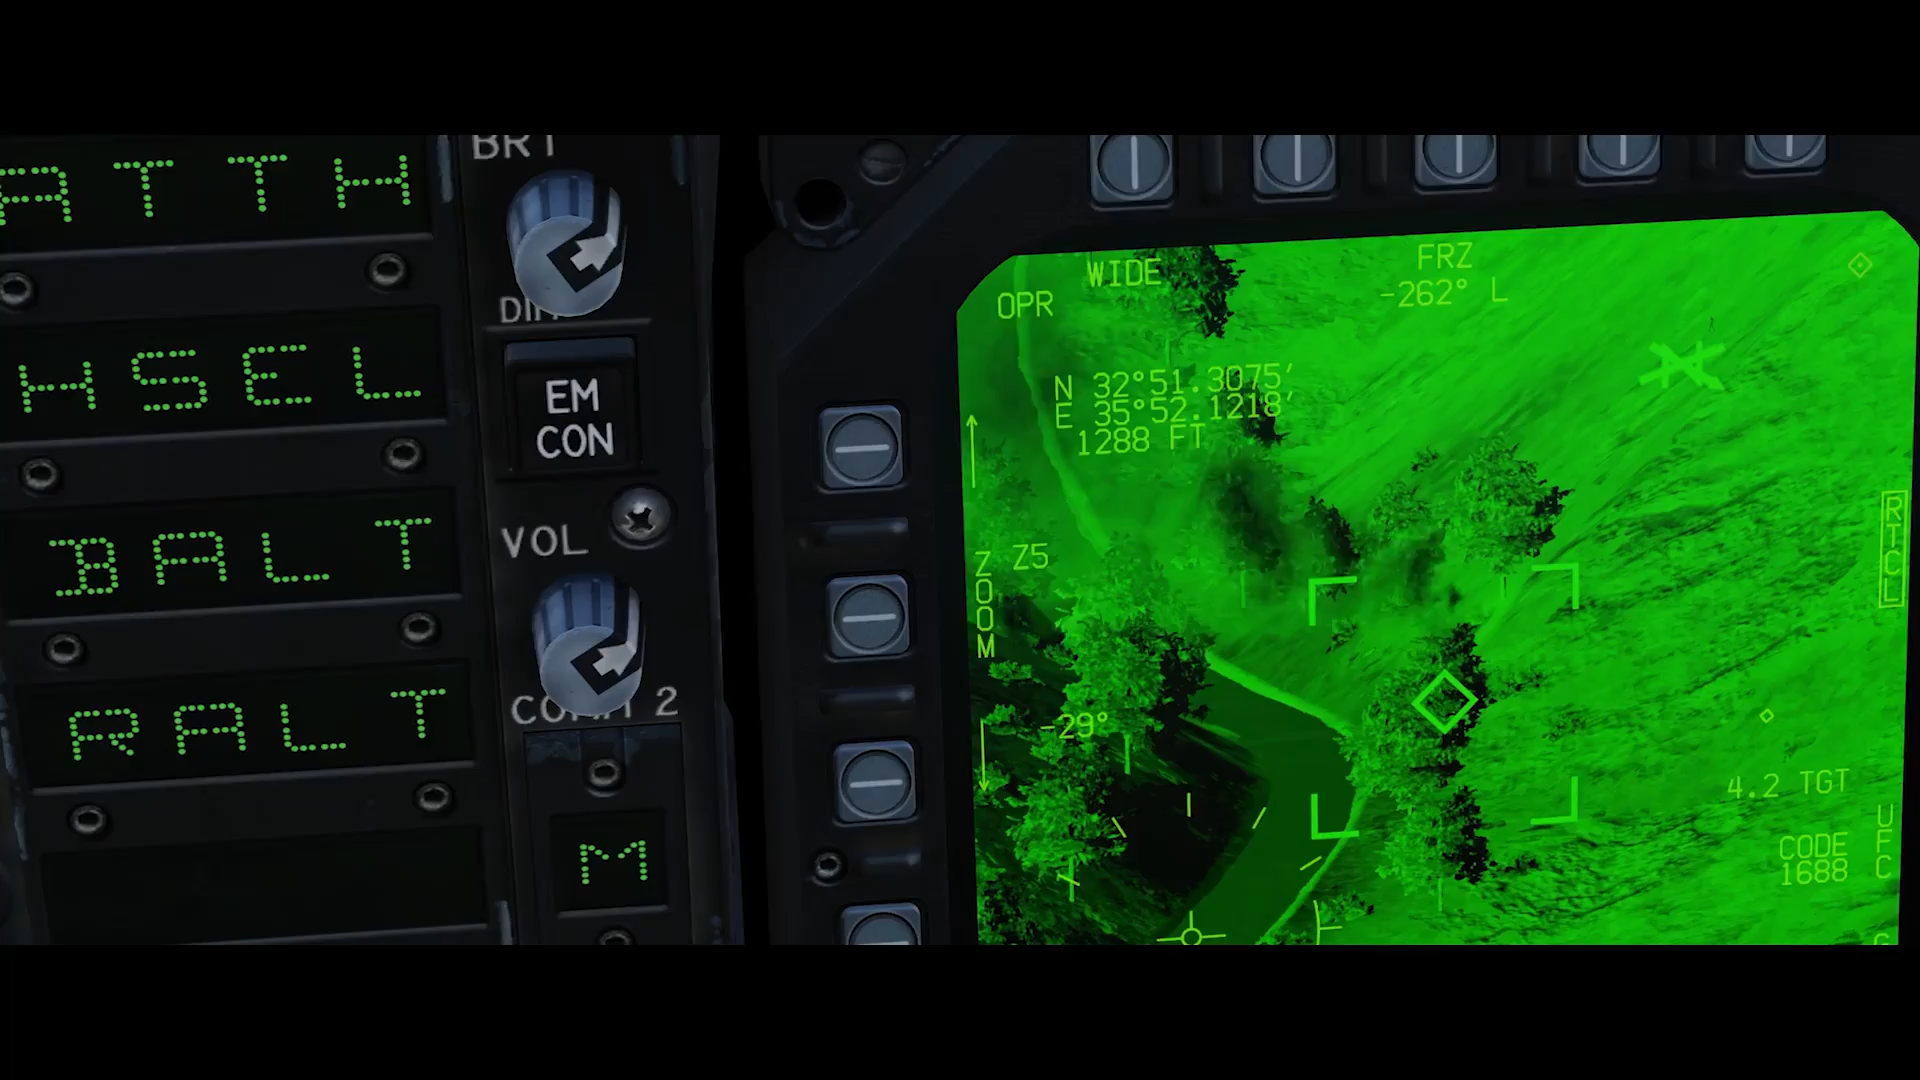 ATTH
HSEL
BALT
RALT
BRT
EM
CON
VOL
COMM 2
M
OPR
WIDE
FRZ
-262° L
N 32°51.3075'
E 35°52.1218'
1288 FT
Z5
ZOOM
-29°
RTCL
4.2 TGT
CODE
1688
UFC